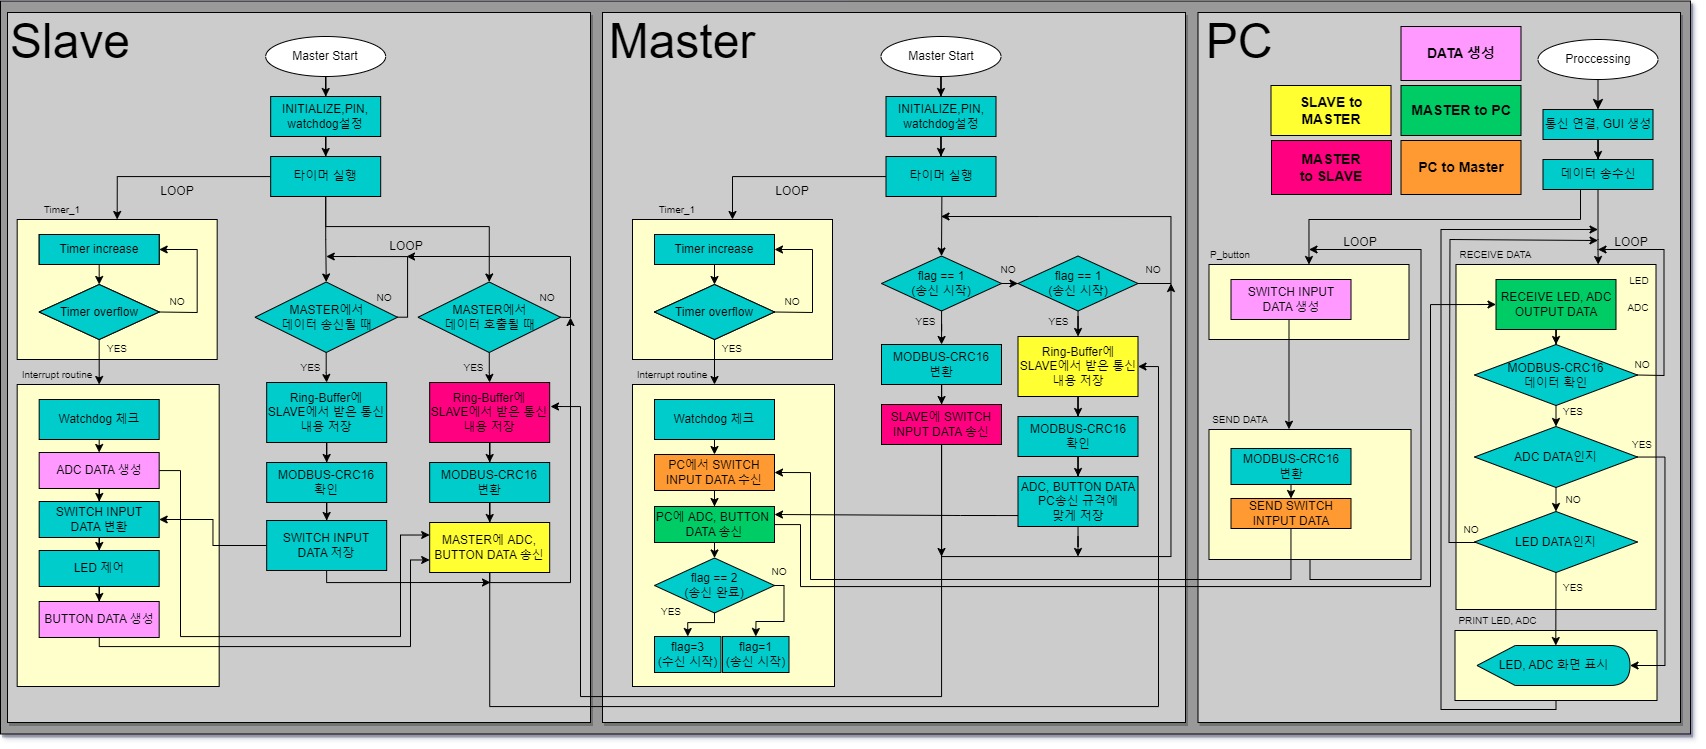 Slave
Master Start
INITIALIZE,PIN,
watchdog설정
타이머 실행
LOOP
Timer_1
Timer increase
Timer overflow
NO
YES
Interrupt routine
Watchdog 체크
ADC DATA 생성
SWITCH INPUT
DATA 변환
LED 제어
BUTTON DATA 생성
LOOP
MASTER에서
데이터 송신될 때
NO
YES
Ring-Buffer에
SLAVE에서 받은 통신
내용 저장
MODBUS-CRC16
확인
SWITCH INPUT
DATA 저장
MASTER에서
데이터 호출될 때
NO
YES
Ring-Buffer에
SLAVE에서 받은 통신
내용 저장
MODBUS-CRC16
변환
MASTER에 ADC,
BUTTON DATA 송신
Master
Master Start
INITIALIZE,PIN,
watchdog설정
타이머 실행
LOOP
Timer_1
Timer increase
Timer overflow
NO
YES
Interrupt routine
Watchdog 체크
PC에서 SWITCH
INPUT DATA 수신
PC에 ADC, BUTTON
DATA 송신
flag == 2
(송신 완료)
NO
YES
flag=3
(수신 시작)
flag=1
(송신 시작)
flag == 1
(송신 시작)
NO
YES
MODBUS-CRC16
변환
SLAVE에 SWITCH
INPUT DATA 송신
flag == 1
(송신 시작)
NO
YES
Ring-Buffer에
SLAVE에서 받은 통신
내용 저장
MODBUS-CRC16
확인
ADC, BUTTON DATA
PC송신 규격에
맞게 저장
PC
DATA 생성
SLAVE to
MASTER
MASTER to PC
MASTER
to SLAVE
PC to Master
Proccessing
통신 연결, GUI 생성
데이터 송수신
LOOP
P_button
SWITCH INPUT
DATA 생성
SEND DATA
MODBUS-CRC16
변환
SEND SWITCH
INTPUT DATA
LOOP
RECEIVE DATA
LED
ADC
RECEIVE LED, ADC
OUTPUT DATA
MODBUS-CRC16
데이터 확인
NO
YES
ADC DATA인지
YES
NO
LED DATA인지
NO
YES
PRINT LED, ADC
LED, ADC 화면 표시